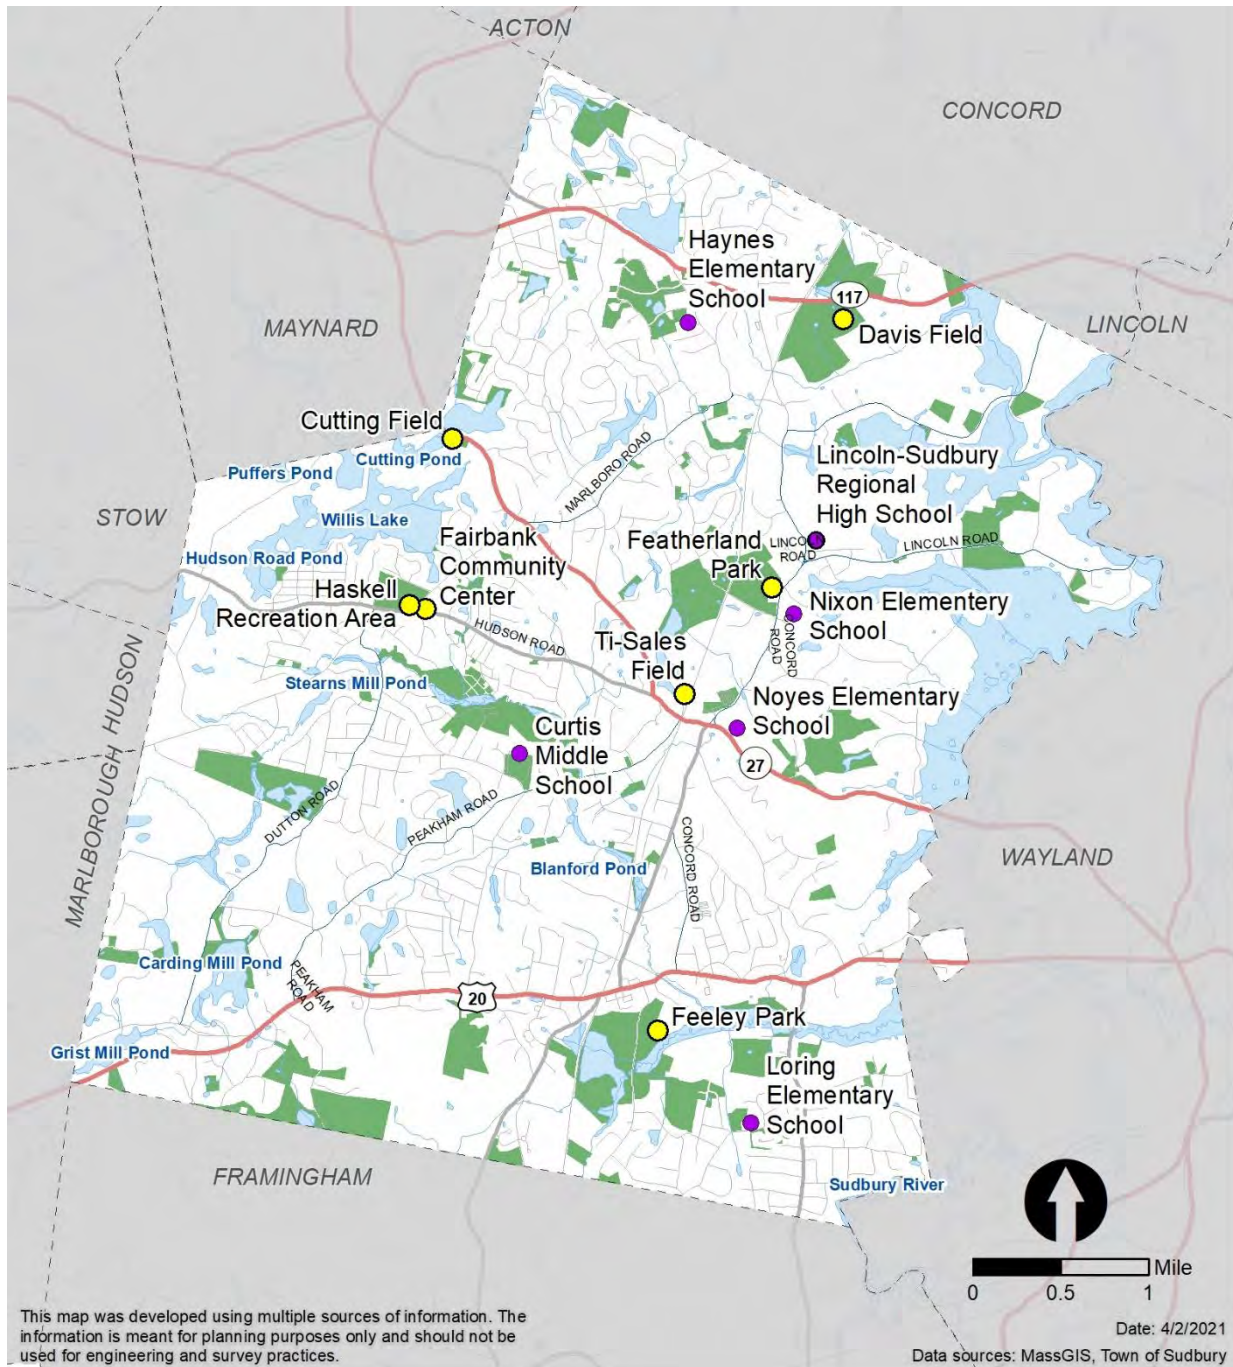 ACTON
CONCORD
Haynes
Elementary
School
117
Davis Field
LINCOLN
MAYNARD
Cutting Field
Cutting Pond
Puffers Pond
MARLBORO ROAD
Lincoln-Sudbury
Regional
High School
STOW
Willis Lake
Hudson Road Pond
Fairbank
Community
Center
Featherland
Park
LINCOLN
ROAD
LINCOLN ROAD
Haskell
Recreation Area
HUDSON ROAD
Nixon Elementery
School
CONCORD
ROAD
Ti-Sales
Field
Stearns Mill Pond
Noyes Elementary
School
HUDSON
MARLBOROUGH
Curtis
Middle
School
27
DUTTON ROAD
PEAKHAM ROAD
CONCORD ROAD
Blanford Pond
WAYLAND
Carding Mill Pond
PEAKHAM
ROAD
20
Feeley Park
Grist Mill Pond
Loring
Elementary
School
FRAMINGHAM
Sudbury River
Mile
0 0.5 1
This map was developed using multiple sources of information. The
information is meant for planning purposes only and should not be
used for engineering and survey practices.
Date: 4/2/2021
Data sources: MassGIS, Town of Sudbury